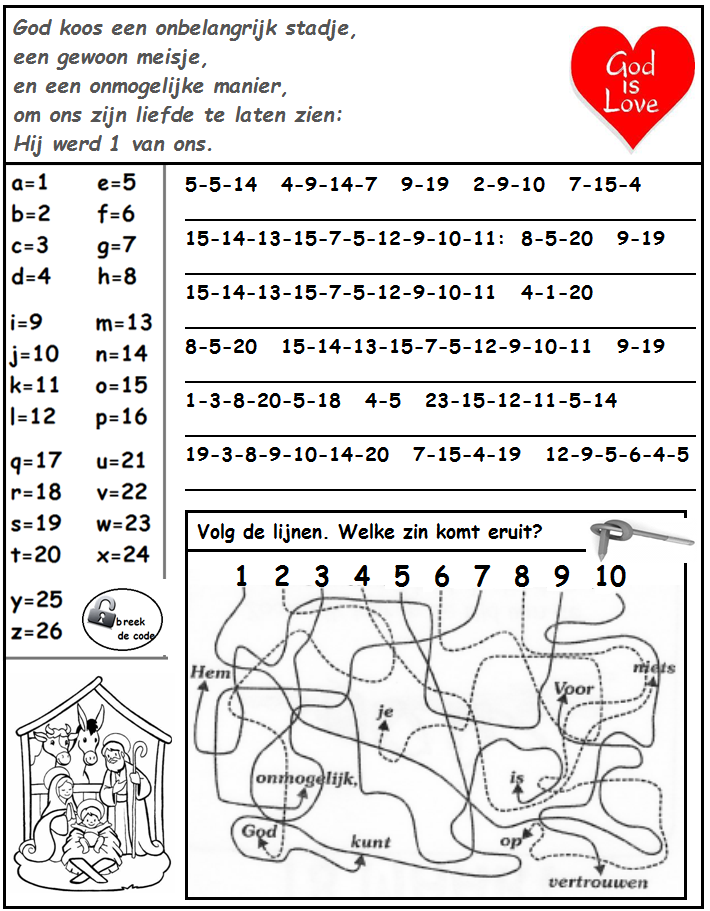 God koos een onbelangrijk stadje,
een gewoon meisje,
en een onmogelijke manier,
om ons zijn liefde te laten zien:
Hij werd 1 van ons.
God
is
Love
a=1 e=5
b=2 f=6
c=3 g=7
d=4 h=8
i=9 m=13
j=10 n=14
k=11 o=15
l=12 p=16
q=17 u=21
r=18 v=22
s=19 w=23
t=20 x=24
y=25
z=26
breek
de code
5-5-14 4-9-14-7 9-19 2-9-10 7-15-4
15-14-13-15-7-5-12-9-10-11: 8-5-20 9-19
15-14-13-15-7-5-12-9-10-11 4-1-20
8-5-20 15-14-13-15-7-5-12-9-10-11 9-19
1-3-8-20-5-18 4-5 23-15-12-11-5-14
19-3-8-9-10-14-20 7-15-4-19 12-9-5-6-4-5
Volg de lijnen. Welke zin komt eruit?
1 2 3 4 5 6 7 8 9 10
Hem
niets
Voor
je
onmogelijk,
is
God
kunt
op
vertrouwen